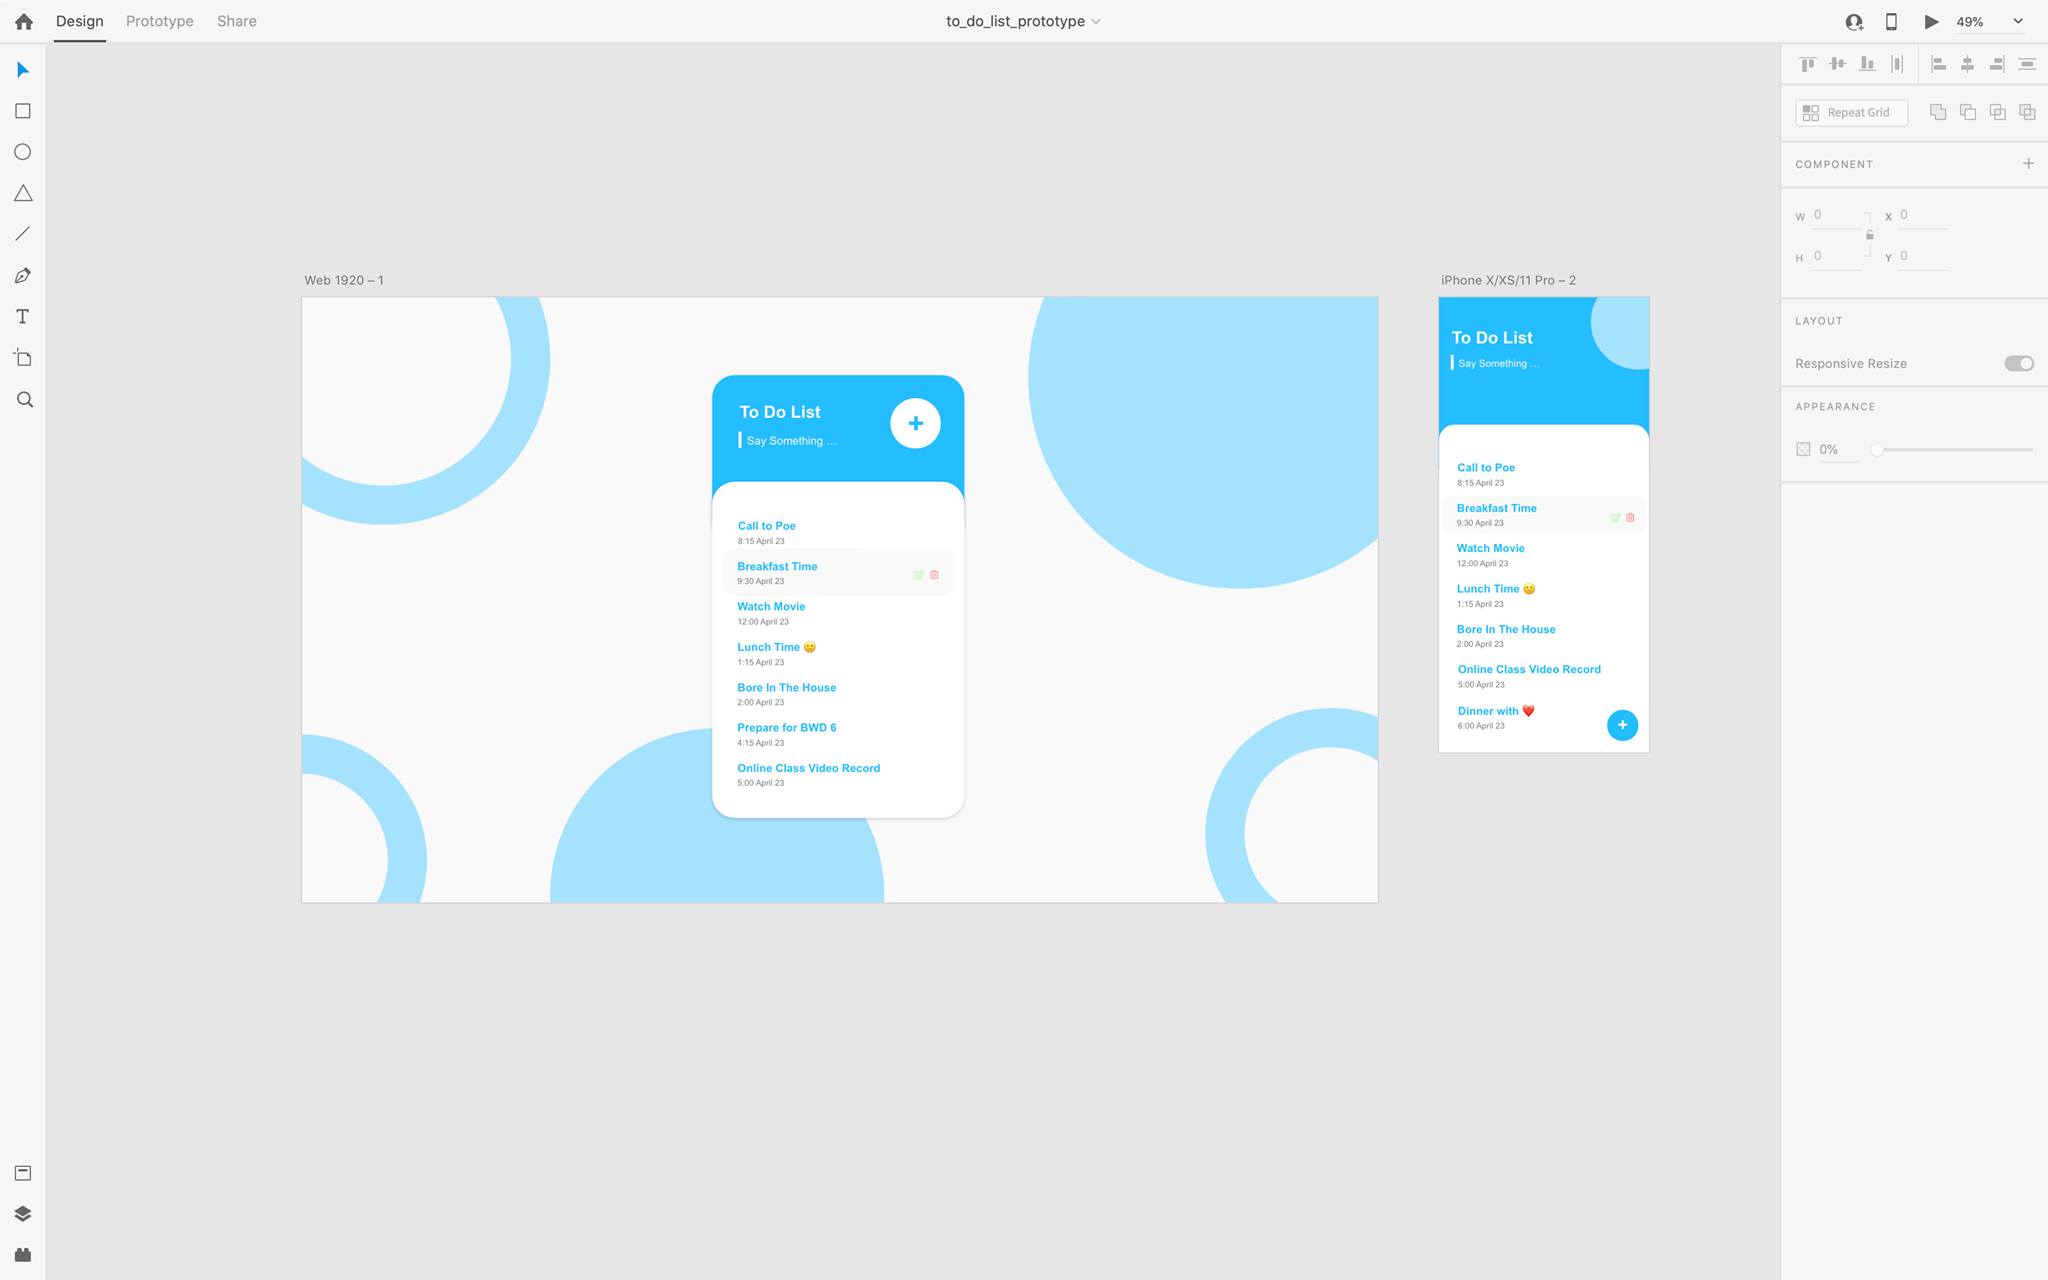 Design Prototype Share
to_do_list_prototype
49%
Repeat Grid
COMPONENT
W 0 X 0
H 0 Y 0
LAYOUT
Responsive Resize
APPEARANCE
0%
Web 1920 – 1
To Do List
Say Something ...
Call to Poe
8:15 April 23
Breakfast Time
9:30 April 23
Watch Movie
12:00 April 23
Lunch Time 🙁
1:15 April 23
Bore In The House
2:00 April 23
Prepare for BWD 6
4:15 April 23
Online Class Video Record
5:00 April 23
iPhone X/XS/11 Pro – 2
To Do List
Say Something ...
Call to Poe
8:15 April 23
Breakfast Time
9:30 April 23
Watch Movie
12:00 April 23
Lunch Time 🙁
1:15 April 23
Bore In The House
2:00 April 23
Online Class Video Record
5:00 April 23
Dinner with ❤️
6:00 April 23